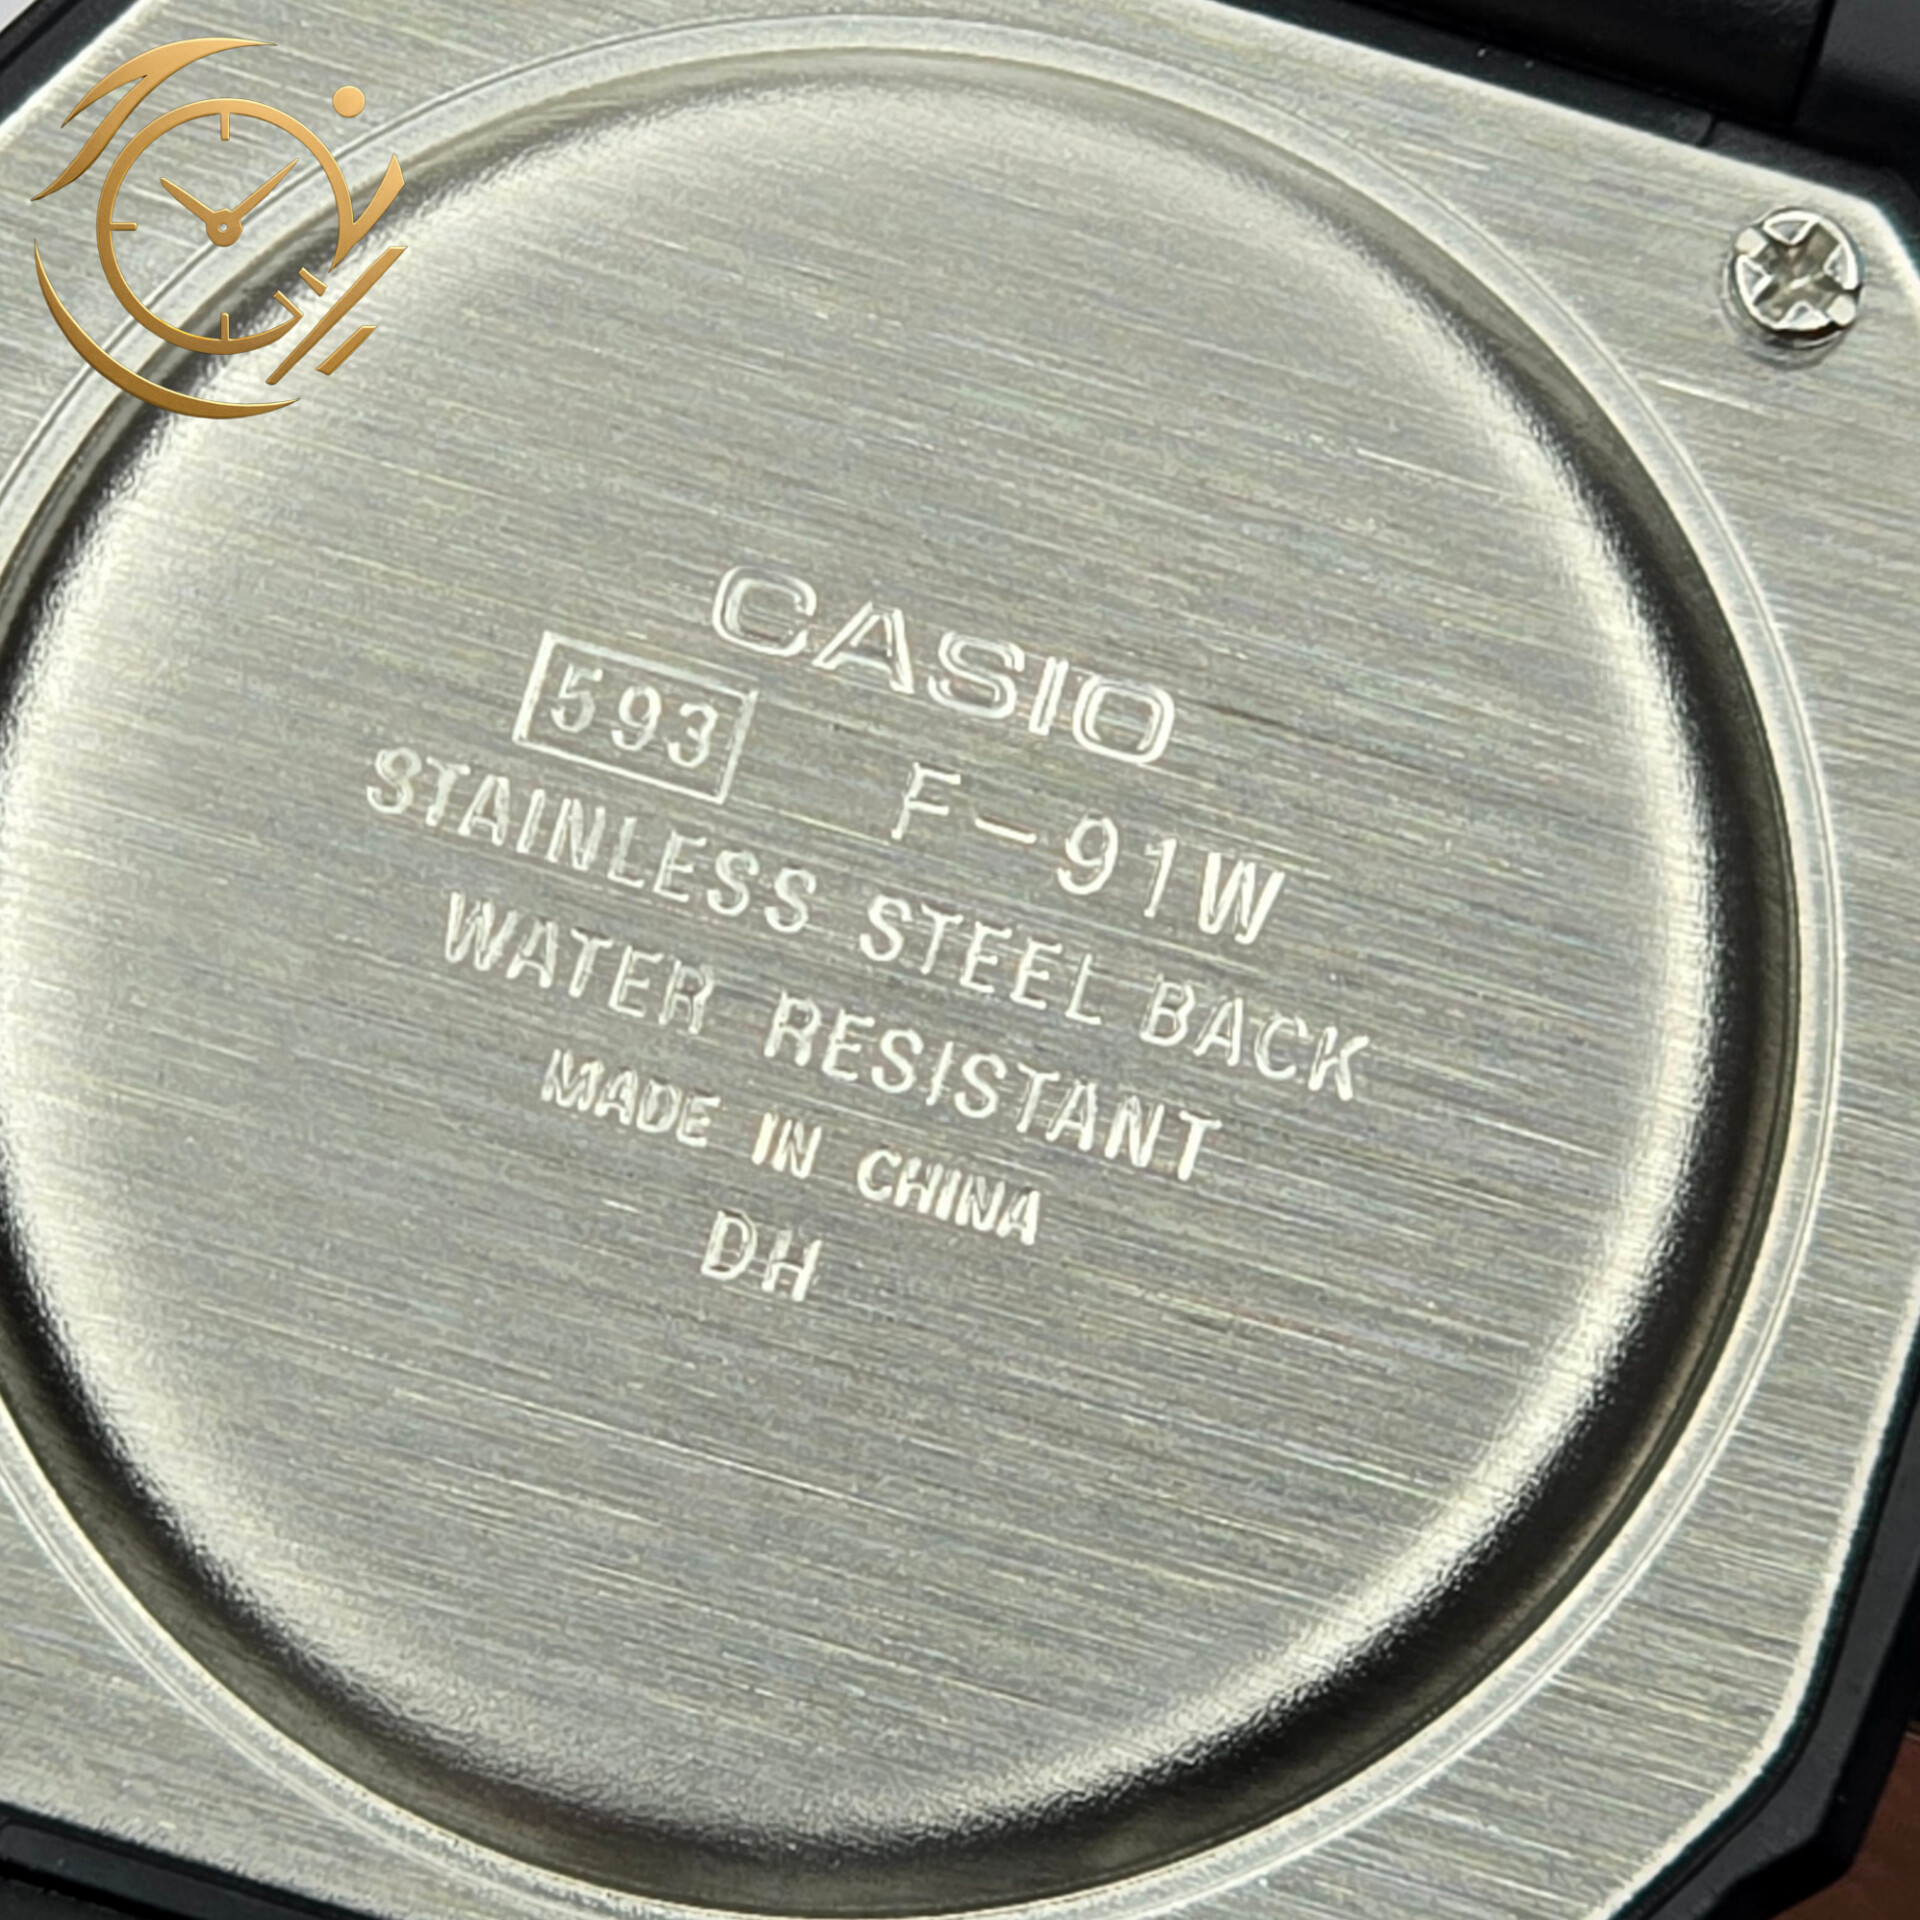 CASIO
593 F-91W
STAINLESS STEEL BACK
WATER RESISTANT
MADE IN CHINA
DH